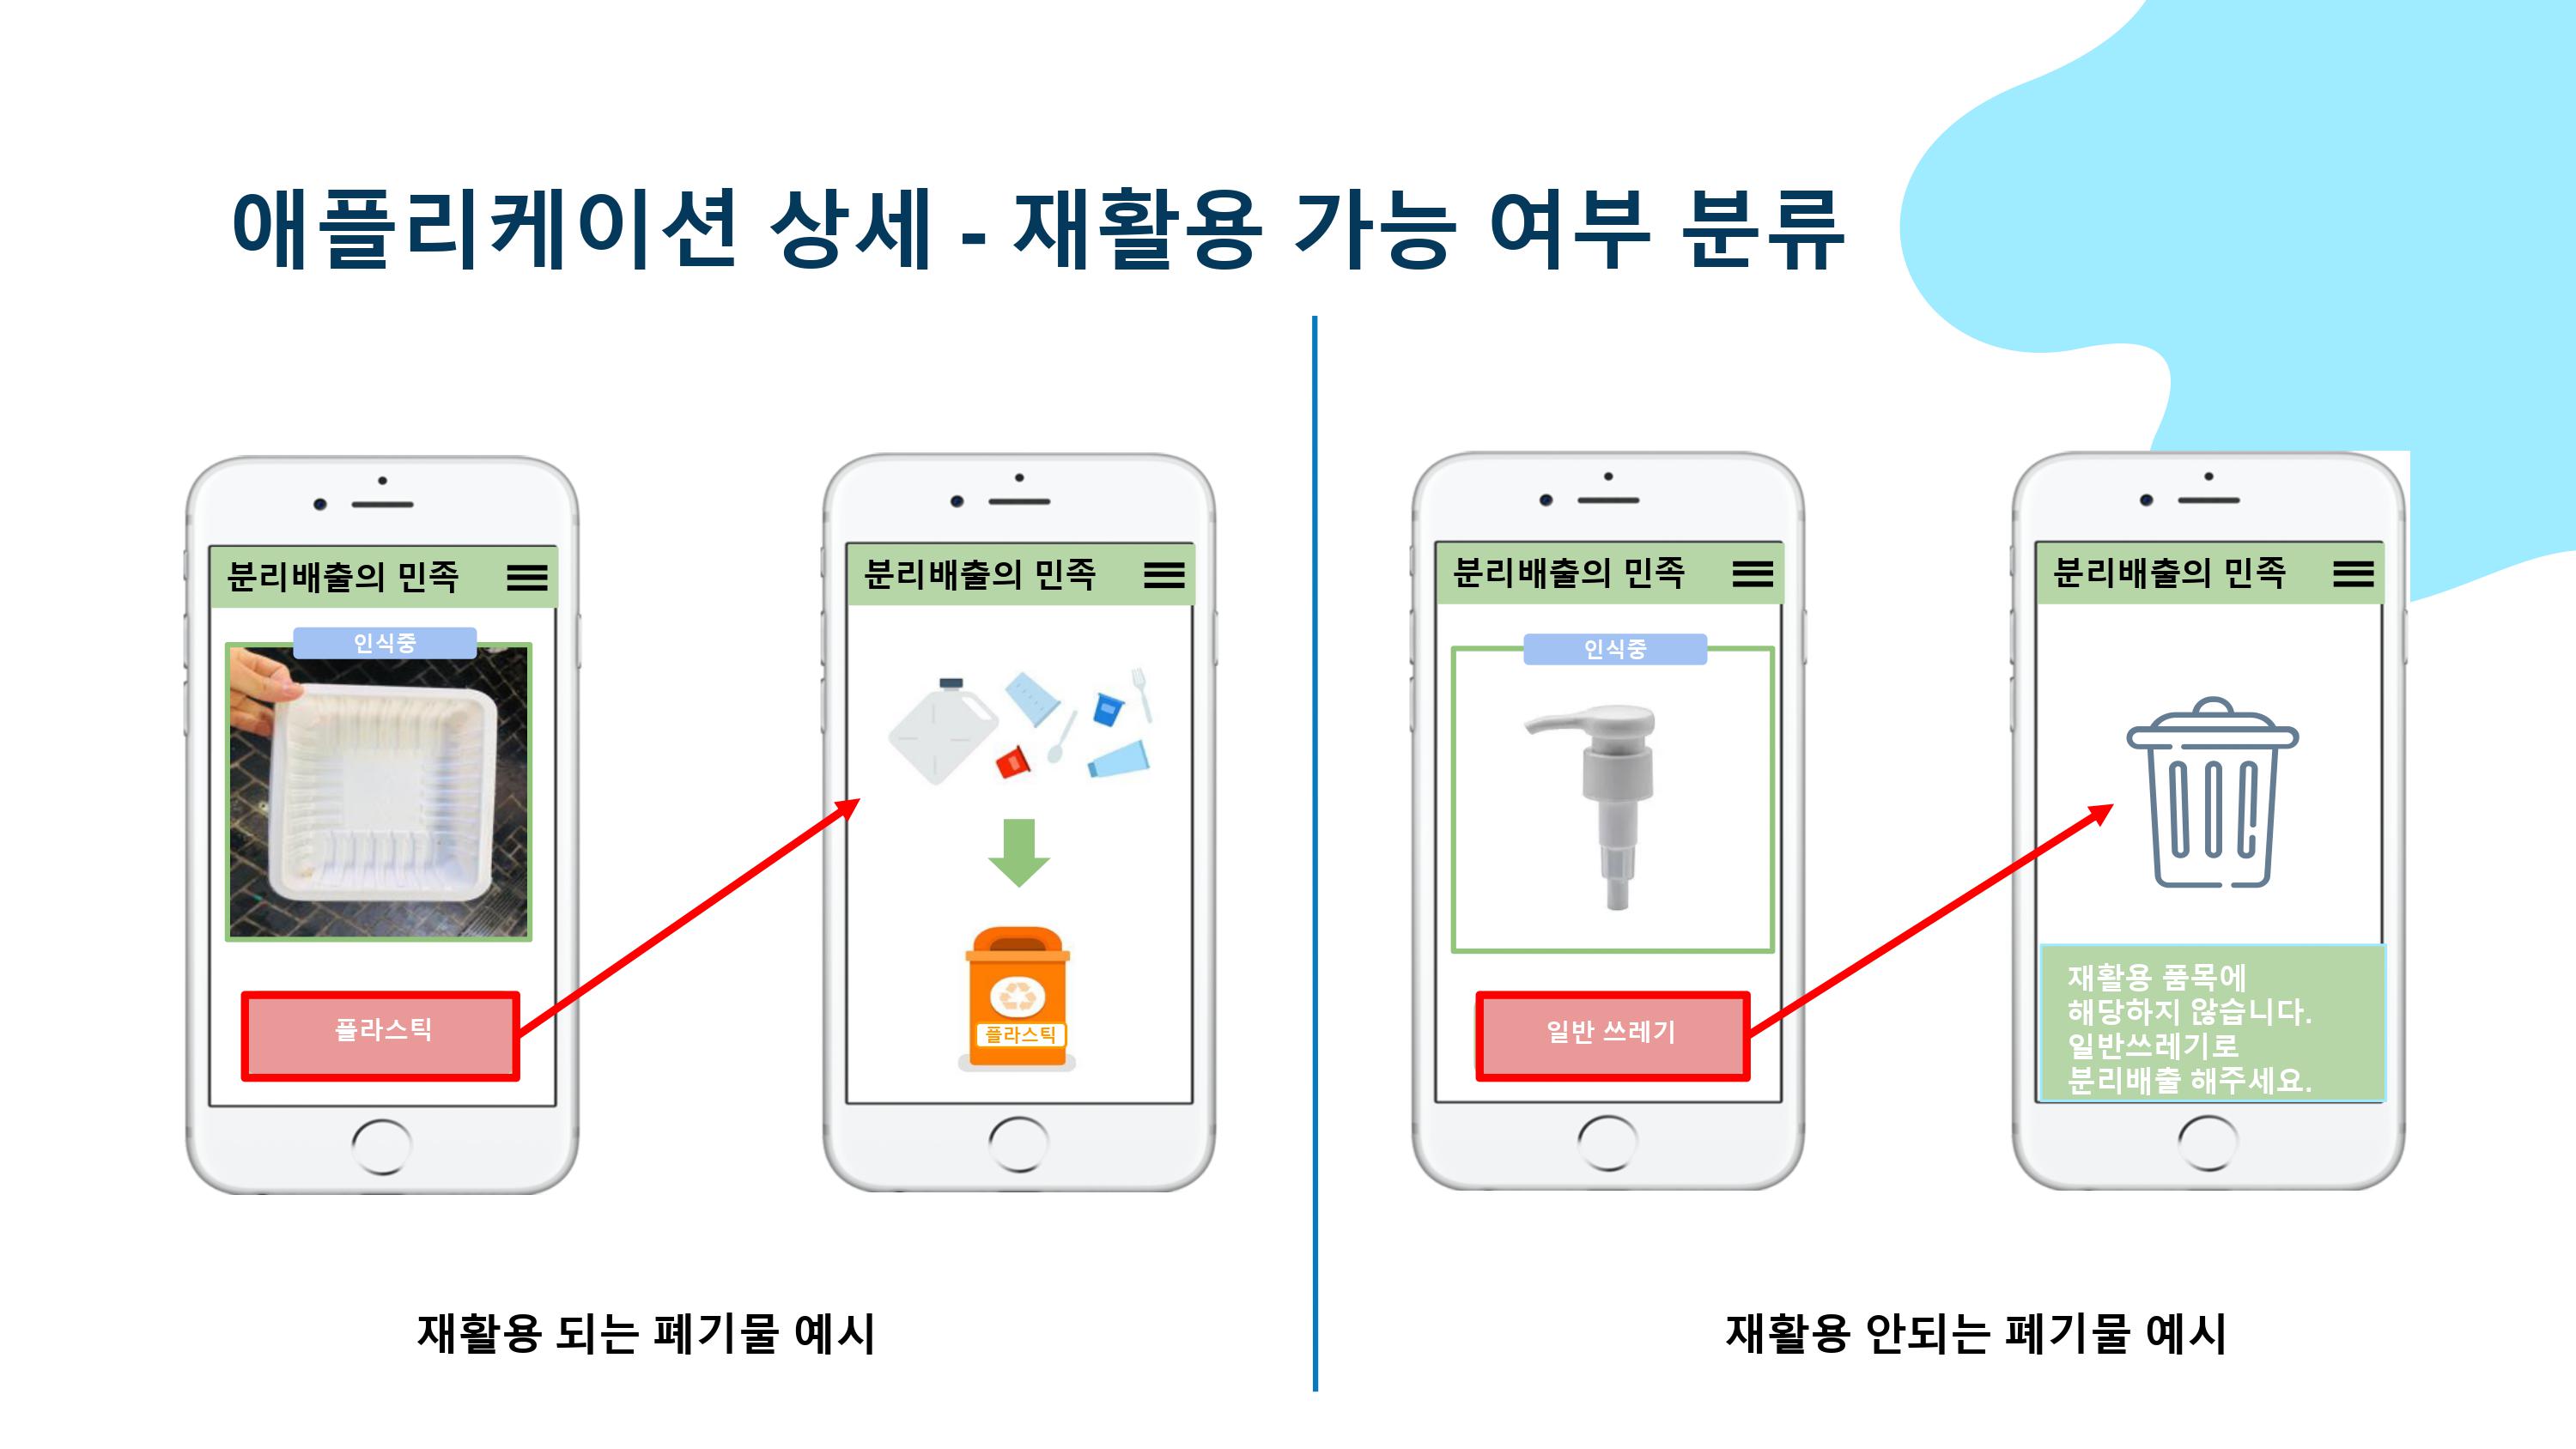 애플리케이션 상세 - 재활용 가능 여부 분류
분리배출의 민족
인식중
플라스틱
분리배출의 민족
플라스틱
재활용 되는 폐기물 예시
분리배출의 민족
인식중
일반 쓰레기
분리배출의 민족
재활용 품목에
해당하지 않습니다.
일반쓰레기로
분리배출 해주세요.
재활용 안되는 폐기물 예시